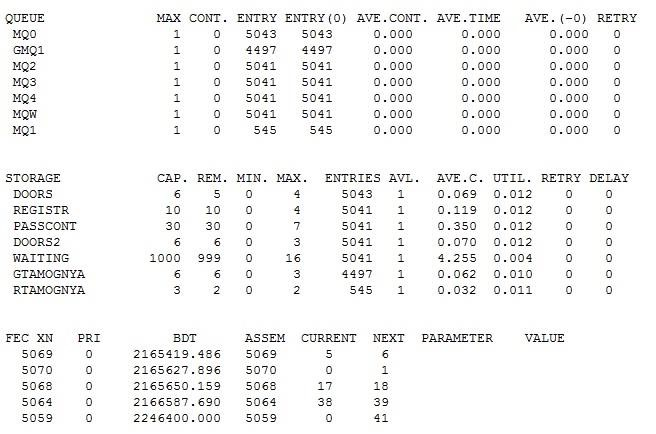 QUEUE MAX CONT. ENTRY ENTRY(0) AVE.CONT. AVE.TIME AVE.(-0) RETRY
MQ0 1 0 5043 5043 0.000 0.000 0.000 0
GMQ1 1 0 4497 4497 0.000 0.000 0.000 0
MQ2 1 0 5041 5041 0.000 0.000 0.000 0
MQ3 1 0 5041 5041 0.000 0.000 0.000 0
MQ4 1 0 5041 5041 0.000 0.000 0.000 0
MQW 1 0 5041 5041 0.000 0.000 0.000 0
MQ1 1 0 545 545 0.000 0.000 0.000 0
STORAGE CAP. REM. MIN. MAX. ENTRIES AVL. AVE.C. UTIL. RETRY DELAY
DOORS 6 5 0 4 5043 1 0.069 0.012 0 0
REGISTR 10 10 0 4 5041 1 0.119 0.012 0 0
PASSCONT 30 30 0 7 5041 1 0.350 0.012 0 0
DOORS2 6 6 0 3 5041 1 0.070 0.012 0 0
WAITING 1000 999 0 16 5041 1 4.255 0.004 0 0
GTAMOGNYA 6 6 0 3 4497 1 0.062 0.010 0 0
RTAMOGNYA 3 2 0 2 545 1 0.032 0.011 0 0
FEC XN PRI BDT ASSEM CURRENT NEXT PARAMETER VALUE
5069 0 2165419.486 5069 5 6
5070 0 2165627.896 5070 0 1
5068 0 2165650.159 5068 17 18
5064 0 2166587.690 5064 38 39
5059 0 2246400.000 5059 0 41